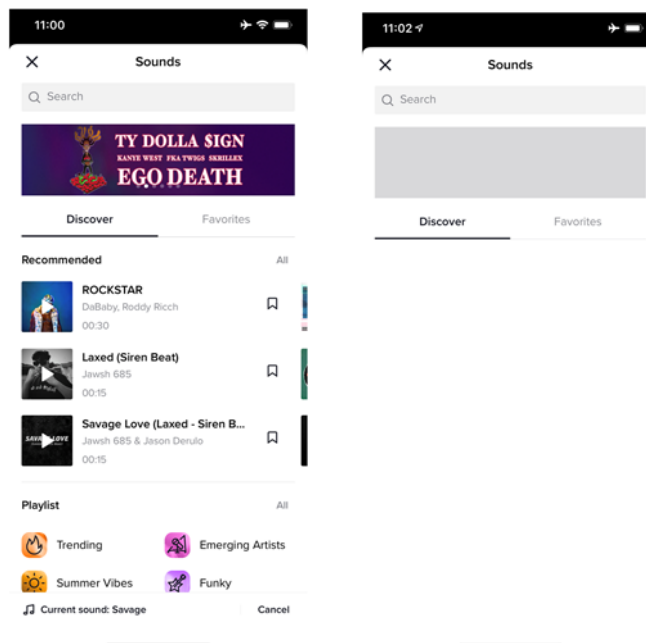 11:00
Sounds
Search
TY DOLLA $IGN
KANYE WEST FKA TWIGS SKRILLEX
EGO DEATH
Discover Favorites
Recommended All
ROCKSTAR
DaBaby, Roddy Ricch
00:30
Laxed (Siren Beat)
Jawsh 685
00:15
SAVAGE LOVE
Savage Love (Laxed - Siren B...
Jawsh 685 & Jason Derulo
00:15
Playlist All
Trending Emerging Artists
Summer Vibes Funky
Current sound: Savage Cancel
11:02
Sounds
Search
Discover Favorites